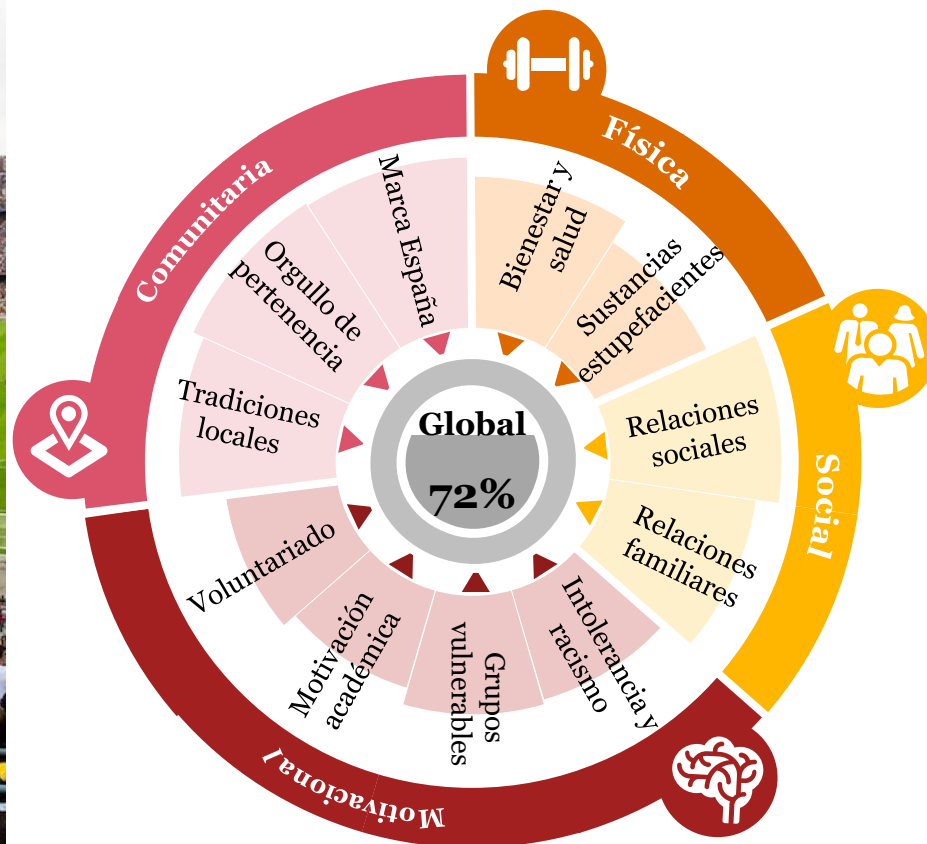 Física
Bienestar y
salud
Sustancias
estupefacientes
Social
Relaciones
sociales
Relaciones
familiares
Motivacional
Intolerancia y
racismo
Grupos
vulnerables
Motivación
académica
Voluntariado
Comunitaria
Tradiciones
locales
Orgullo de
pertenencia
Marca España
Global
72%